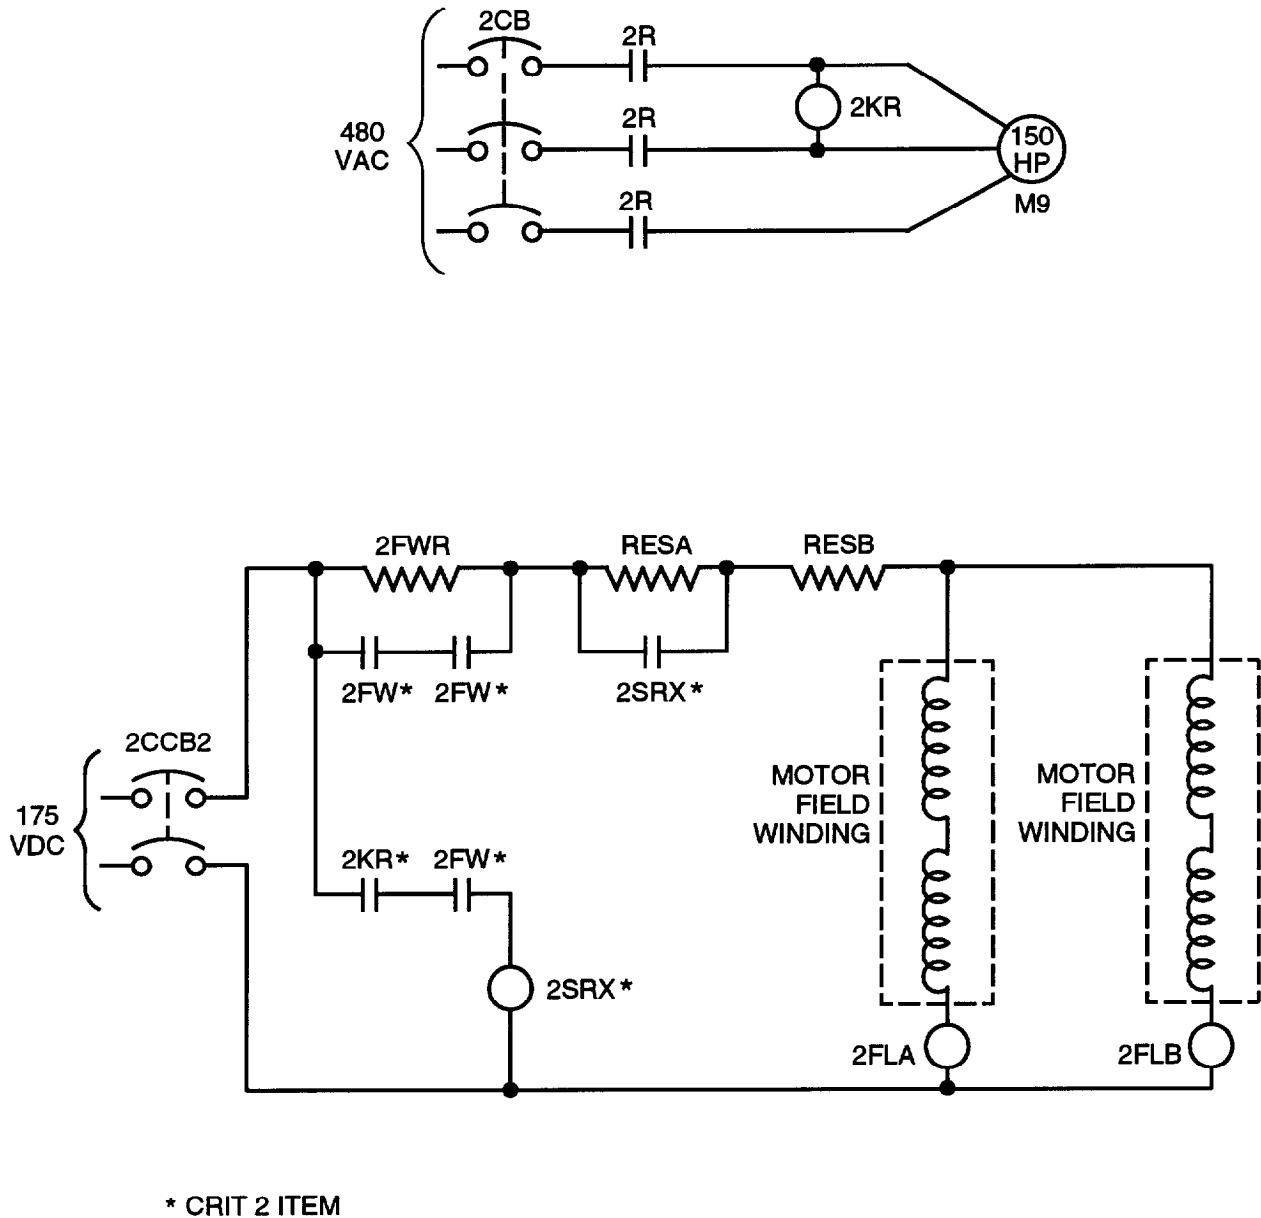 2CB
2R
480
VAC
2R
2KR
150
HP
2R
M9
2FWR
RESA
RESB
2FW*
2FW*
2SRX*
2CCB2
175
VDC
MOTOR
FIELD
WINDING
MOTOR
FIELD
WINDING
2KR*
2FW*
2SRX*
2FLA
2FLB
* CRIT 2 ITEM